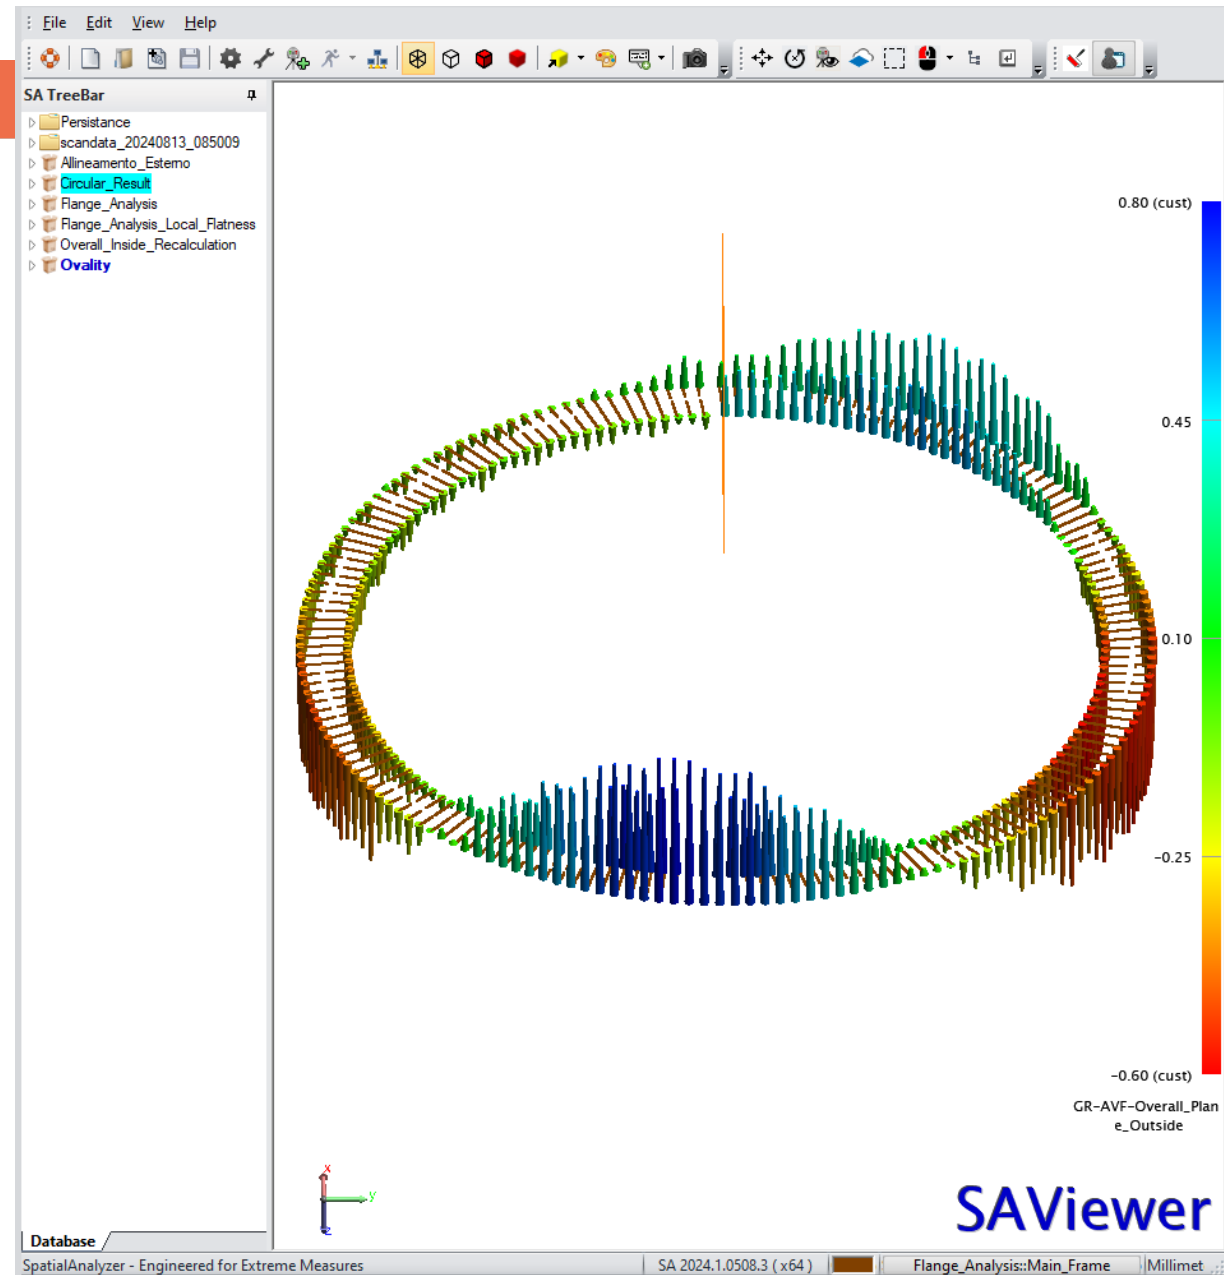 File Edit View Help
SA TreeBar
Persistance
scandata_20240813_085009
Allineamento_Esterno
Circular_Result
Flange_Analysis
Flange_Analysis_Local_Flatness
Overall_Inside_Recalculation
Ovality
0.80 (cust)
0.45
0.10
-0.25
-0.60 (cust)
GR-AVF-Overall_Plan
e_Outside
x
y
z
SAViewer
Database
SpatialAnalyzer - Engineered for Extreme Measures
SA 2024.1.0508.3 (x64)
Flange_Analysis::Main_Frame
Millimet